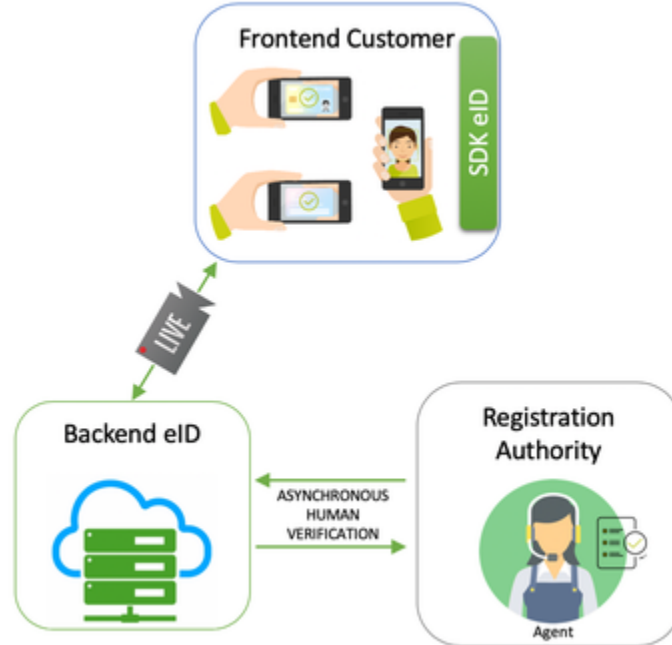 Frontend Customer
SDK eID
LIVE
Backend eID
Registration
Authority
ASYNCHRONOUS
HUMAN
VERIFICATION
Agent